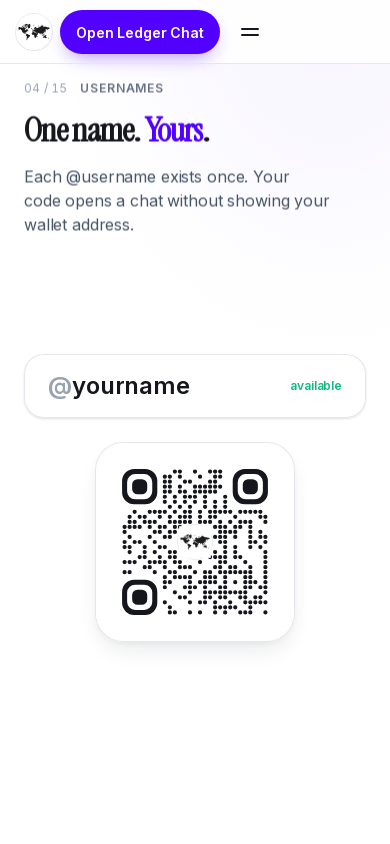 Open Ledger Chat
04 / 15 USERNAMES
One name. Yours.
Each @username exists once. Your
code opens a chat without showing your
wallet address.
@yourname available